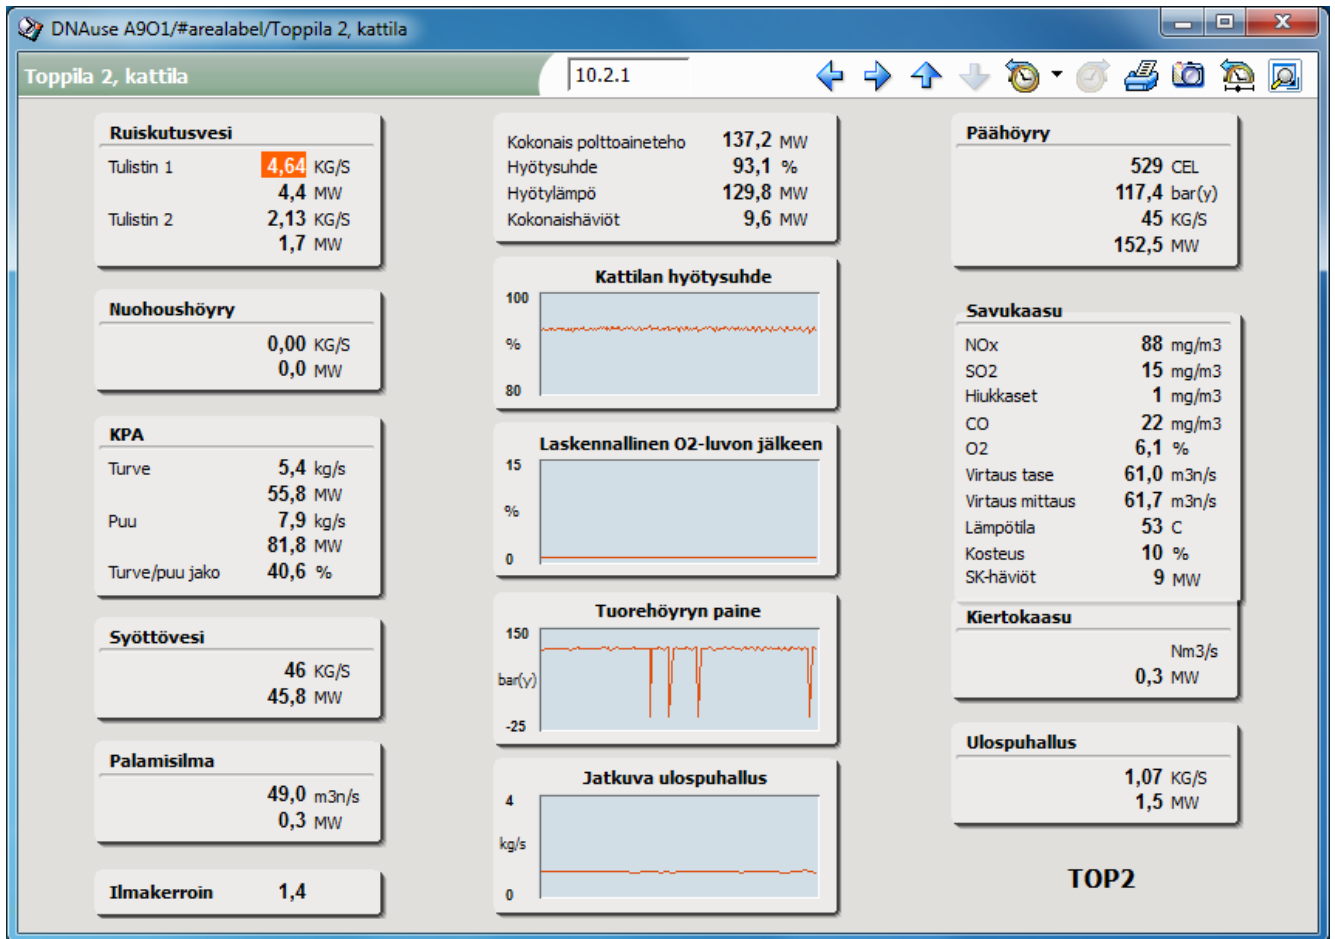 DNAuse A9O1/#arealabel/Toppila 2, kattila
Toppila 2, kattila
10.2.1
Ruiskutusvesi
Tulistin 1 4,64 KG/S
4,4 MW
Tulistin 2 2,13 KG/S
1,7 MW
Nuohoushöyry
0,00 KG/S
0,0 MW
KPA
Turve 5,4 kg/s
55,8 MW
Puu 7,9 kg/s
81,8 MW
Turve/puu jako 40,6 %
Syöttövesi
46 KG/S
45,8 MW
Palamisilma
49,0 m3n/s
0,3 MW
Ilmakerroin 1,4
Kokonais polttoaineteho 137,2 MW
Hyötysuhde 93,1 %
Hyötylämpö 129,8 MW
Kokonaishäviöt 9,6 MW
Kattilan hyötysuhde
100
%
80
Laskennallinen O2-luvon jälkeen
15
%
0
Tuorehöyryn paine
150
bar(y)
-25
Jatkuva ulospuhallus
4
kg/s
0
Päähöyry
529 CEL
117,4 bar(y)
45 KG/S
152,5 MW
Savukaasu
NOx 88 mg/m3
SO2 15 mg/m3
Hiukkaset 1 mg/m3
CO 22 mg/m3
O2 6,1 %
Virtaus tase 61,0 m3n/s
Virtaus mittaus 61,7 m3n/s
Lämpötila 53 C
Kosteus 10 %
SK-häviöt 9 MW
Kiertokaasu
Nm3/s
0,3 MW
Ulospuhallus
1,07 KG/S
1,5 MW
TOP2